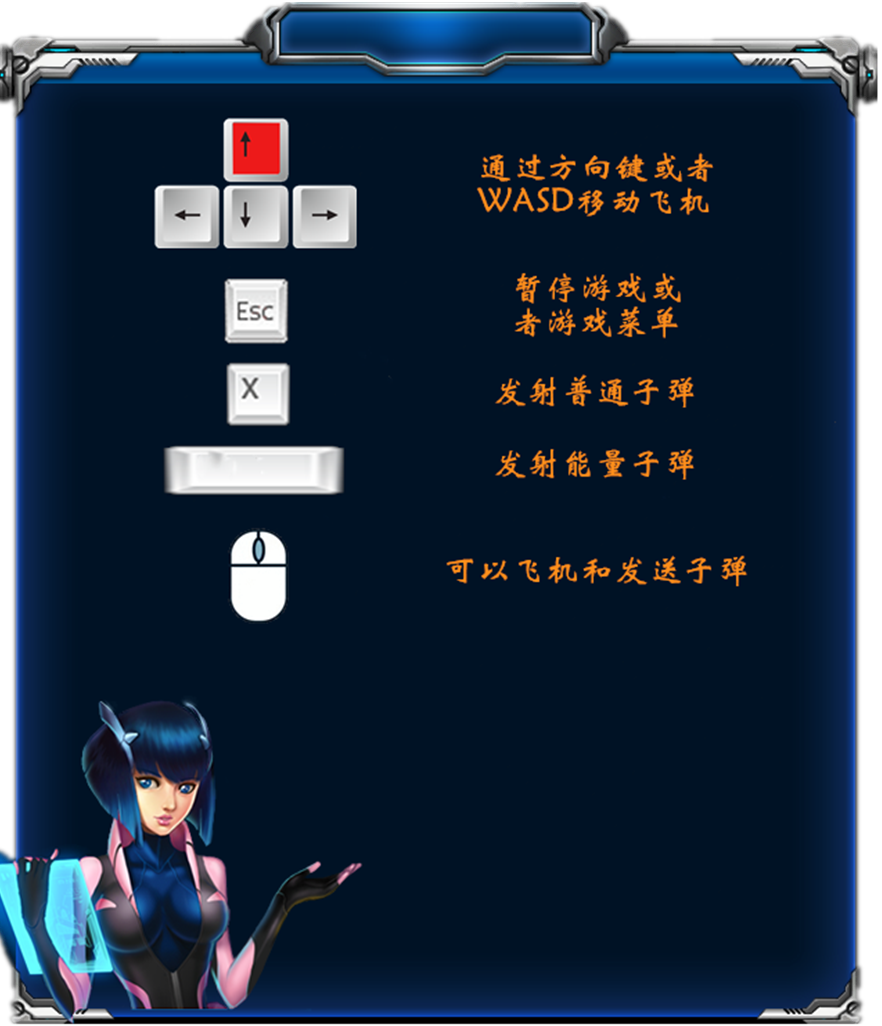 ↑
通过方向键或者
WASD移动飞机
← ↓ →
暂停游戏或
者游戏菜单
Esc
X
发射普通子弹
发射能量子弹
可以飞机和发送子弹